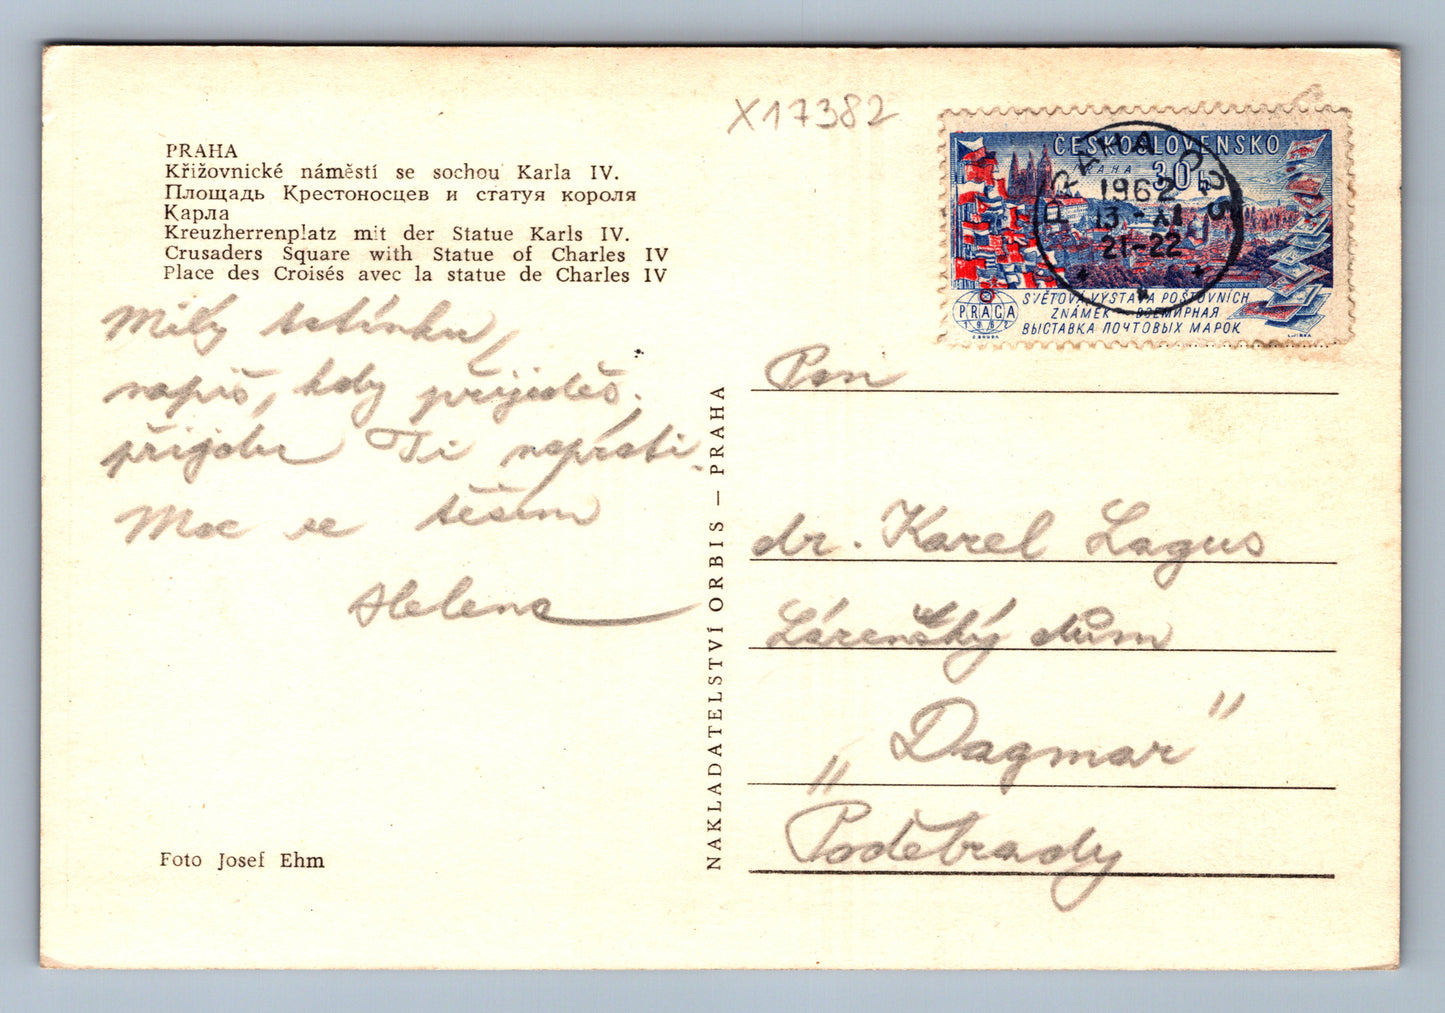 X17382
PRAHA
Křižovnické náměstí se sochou Karla IV.
Площадь Крестоносцев и статуя короля
Карла
Kreuzherrenplatz mit der Statue Karls IV.
Crusaders Square with Statue of Charles IV
Place des Croisés avec la statue de Charles IV
Milý tatínku,
napiš, kdy přijedeš.
přijdu Ti naproti.
Moc se těším
Helena
Foto Josef Ehm
NAKLADATELSTVÍ ORBIS – PRAHA
ČESKOSLOVENSKO
PRAHA 30 h
PRAHA 025
1962
13.-XI
21-22
SVĚTOVÁ VÝSTAVA POŠTOVNÍCH
ZNÁMEK - ВСЕМИРНАЯ
ВЫСТАВКА ПОЧТОВЫХ МАРОК
PRAGA
1962
Pan
dr. Karel Lagus
Lázeňský dům
„Dagmar"
Poděbrady